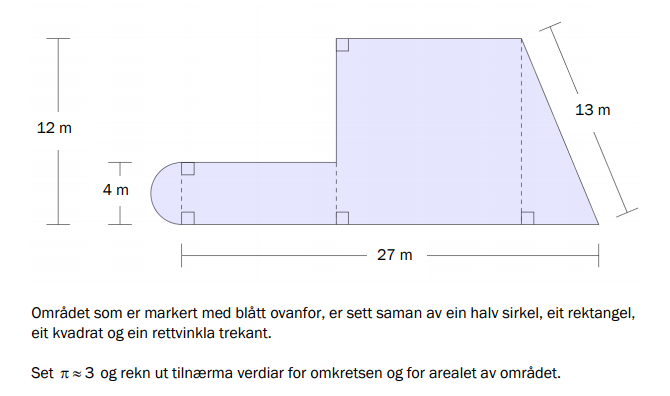 13 m
12 m
4 m
27 m
Området som er markert med blått ovanfor, er sett saman av ein halv sirkel, eit rektangel,
eit kvadrat og ein rettvinkla trekant.
Set π ≈ 3 og rekn ut tilnærma verdiar for omkretsen og for arealet av området.